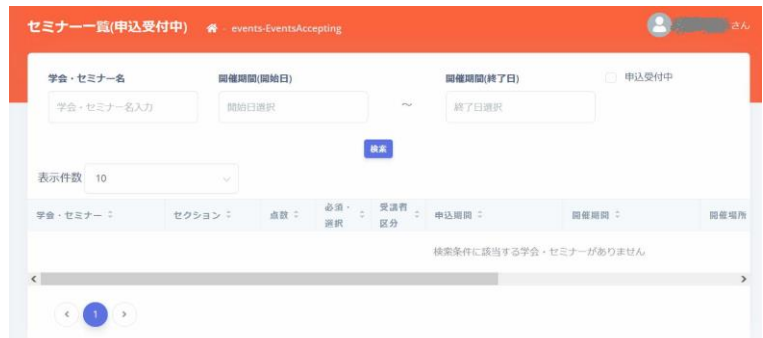 セミナー一覧(申込受付中) - events-EventsAccepting
さん
学会・セミナー名 開催期間(開始日) 開催期間(終了日) 申込受付中
学会・セミナー名入力 開始日選択 ～ 終了日選択
検索
表示件数 10
学会・セミナー セクション 点数 必須・選択 受講者区分 申込期間 開催期間 開催場所
検索条件に該当する学会・セミナーがありません
1